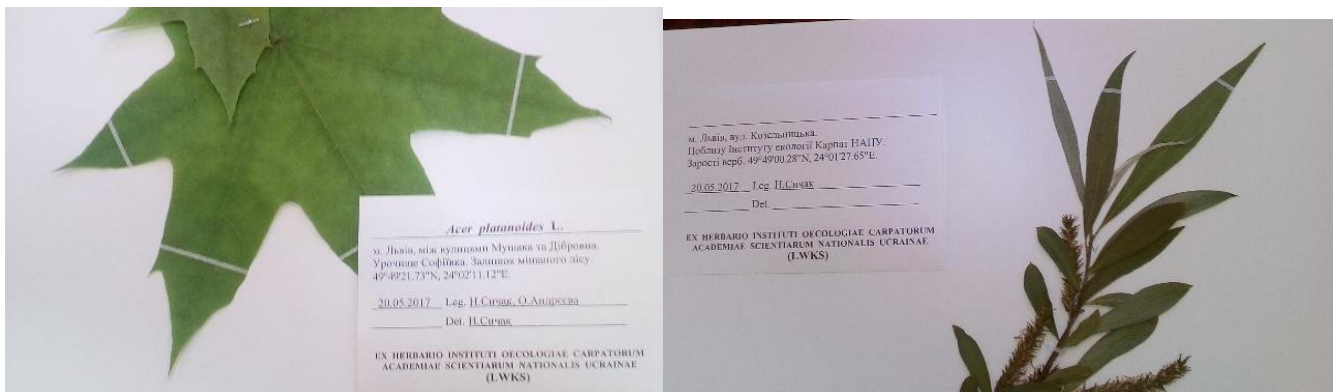 Acer platanoides L.
м. Львів, між вулицями Мушака та Дібровна.
Урочище Софіївка. Залишок мішаного лісу.
49°49'21.73"N, 24°02'11.12"E.
20.05.2017 Leg. Н.Сичак, О.Андреєва
Det. Н.Сичак
EX HERBARIO INSTITUTI OECOLOGIAE CARPATORUM
ACADEMIAE SCIENTIARUM NATIONALIS UCRAINAE
(LWKS)
м. Львів, вул. Козельницька.
Поблизу Інституту екології Карпат НАПУ.
Зарості верб. 49°49'00.28"N, 24°01'27.65"E.
20.05.2017 Leg. Н.Сичак
Det.
EX HERBARIO INSTITUTI OECOLOGIAE CARPATORUM
ACADEMIAE SCIENTIARUM NATIONALIS UCRAINAE
(LWKS)